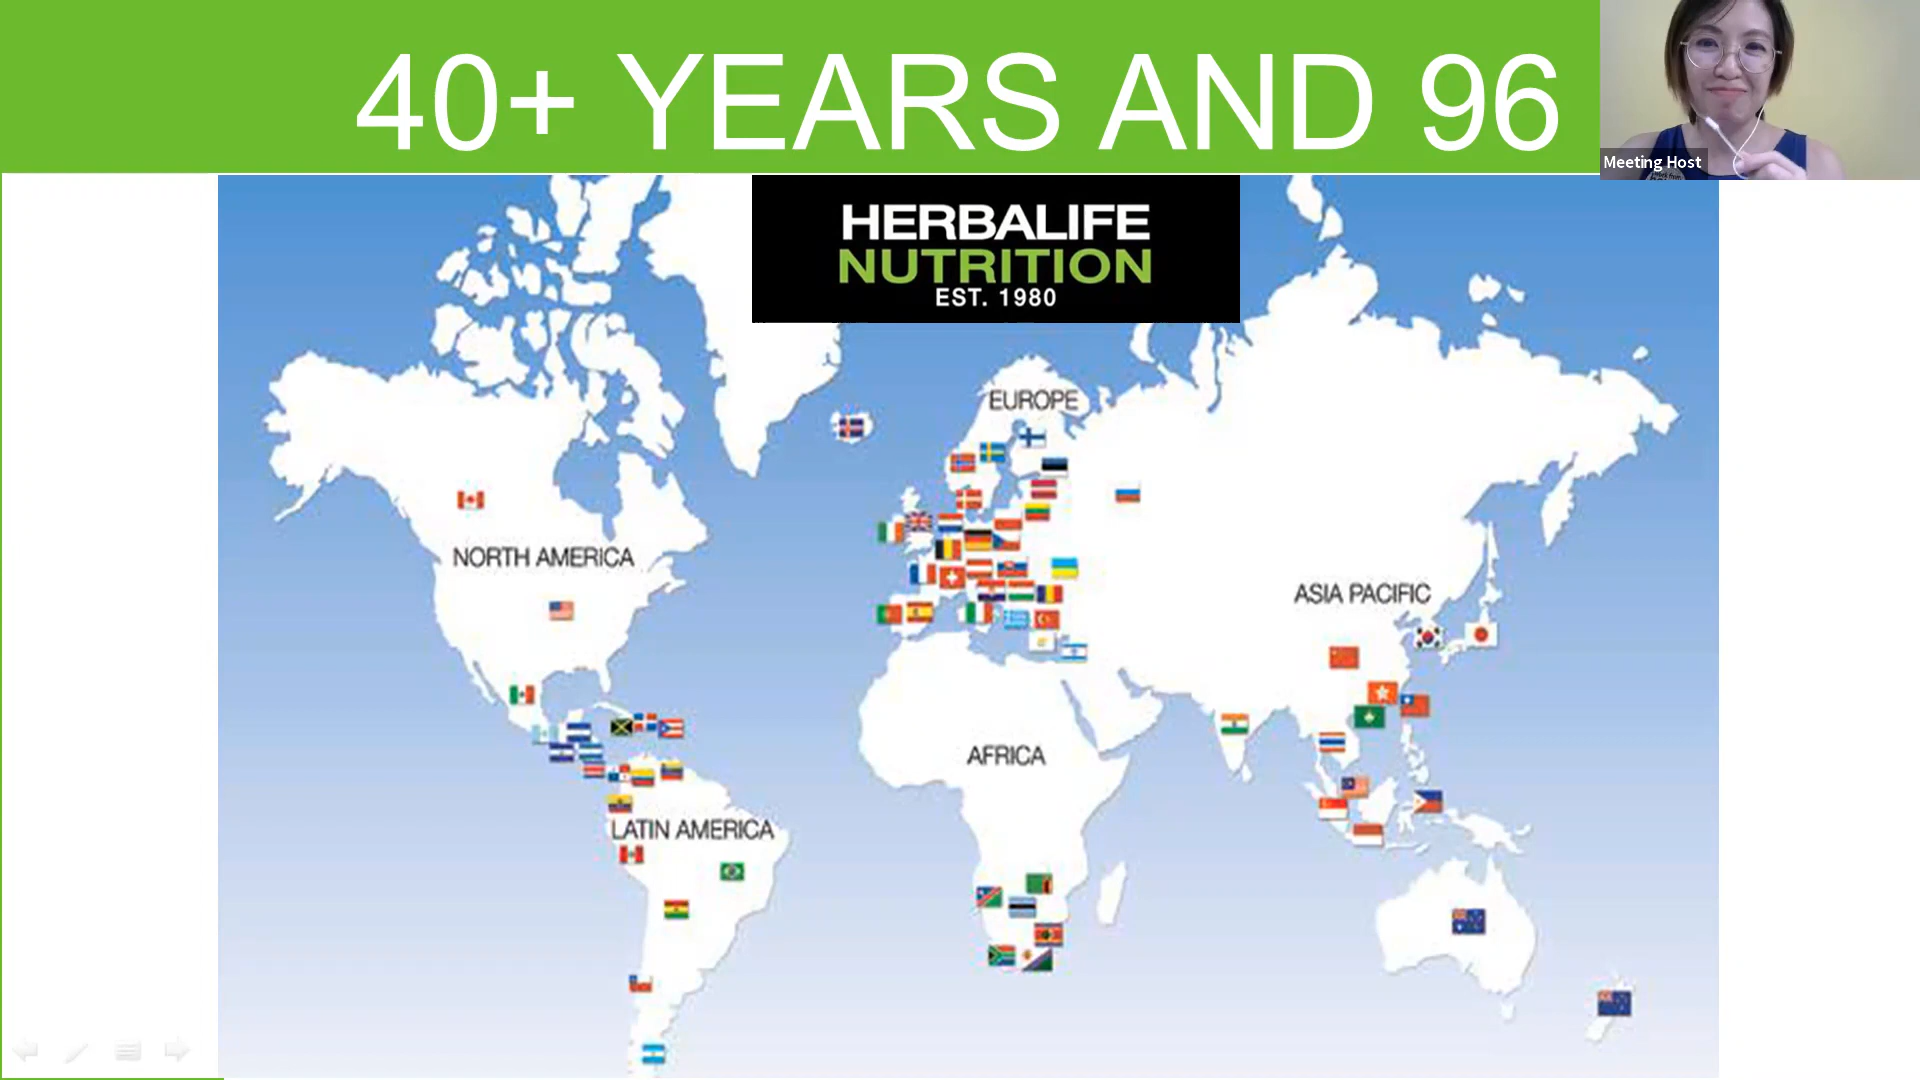 40+ YEARS AND 96
Meeting Host
HERBALIFE
NUTRITION
EST. 1980
EUROPE
NORTH AMERICA
ASIA PACIFIC
AFRICA
LATIN AMERICA